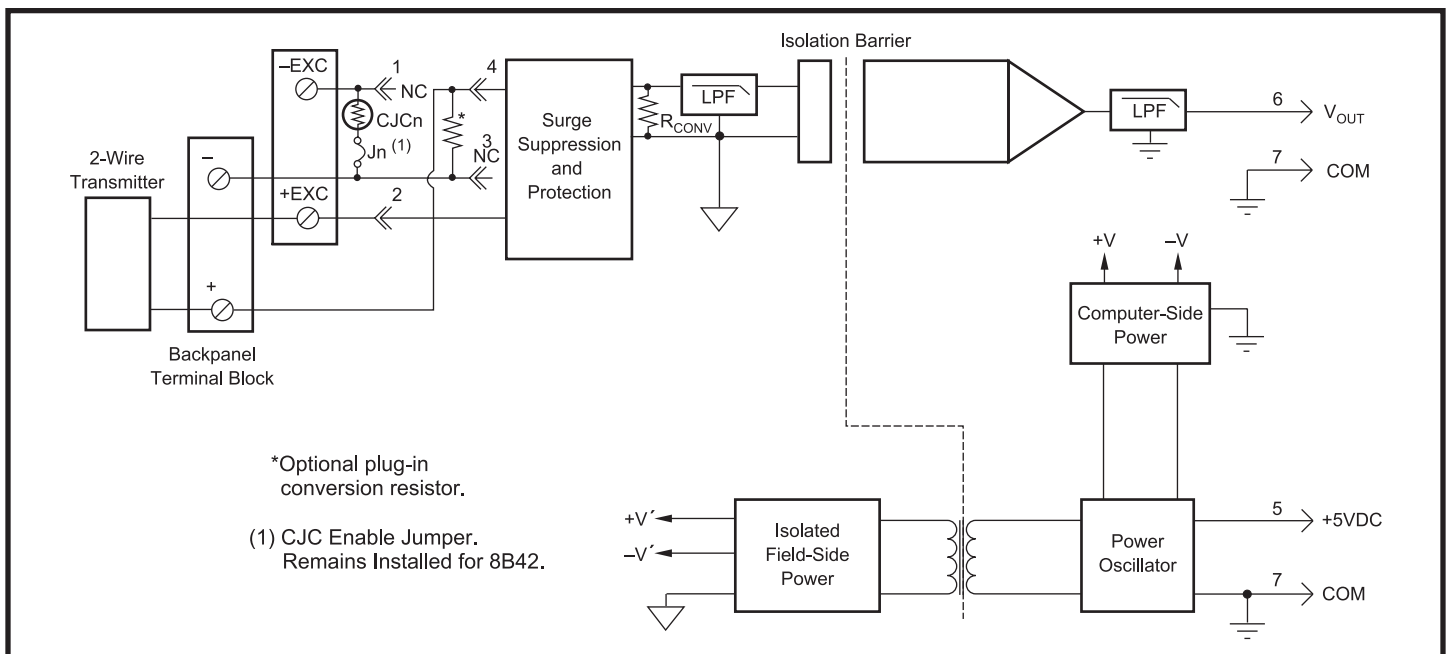 Isolation Barrier
–EXC
1
NC
4
CJCn
*
Jn (1)
3
NC
Surge
Suppression
and
Protection
R_CONV
LPF
LPF
6
V_OUT
7
COM
2-Wire
Transmitter
–
+EXC
2
+
Backpanel
Terminal Block
+V
–V
Computer-Side
Power
*Optional plug-in
conversion resistor.
(1) CJC Enable Jumper.
Remains Installed for 8B42.
+V′
–V′
Isolated
Field-Side
Power
Power
Oscillator
5
+5VDC
7
COM